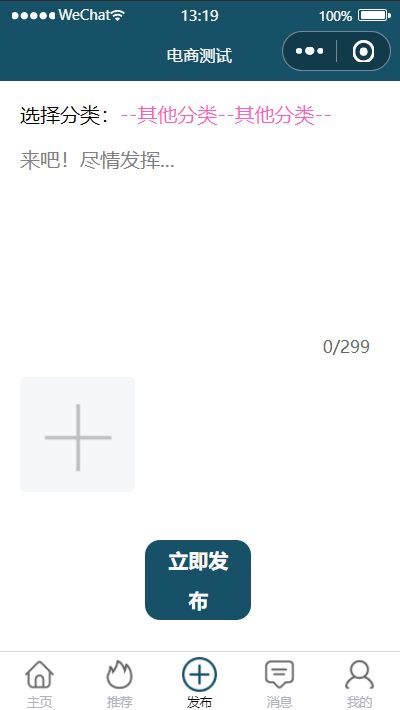 WeChat 13:19 100%
电商测试
选择分类：--其他分类--其他分类--
来吧！尽情发挥...
0/299
立即发
布
主页 推荐 发布 消息 我的